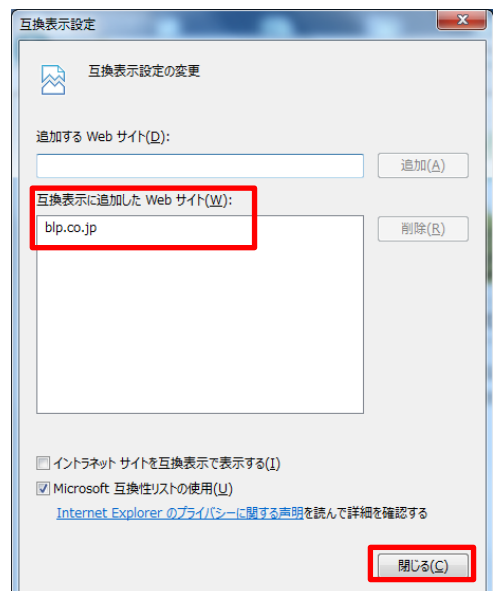 互換表示設定
互換表示設定の変更
追加する Web サイト(D):
追加(A)
互換表示に追加した Web サイト(W):
blp.co.jp
削除(R)
イントラネット サイトを互換表示で表示する(I)
Microsoft 互換性リストの使用(U)
Internet Explorer のプライバシーに関する声明を読んで詳細を確認する
閉じる(C)